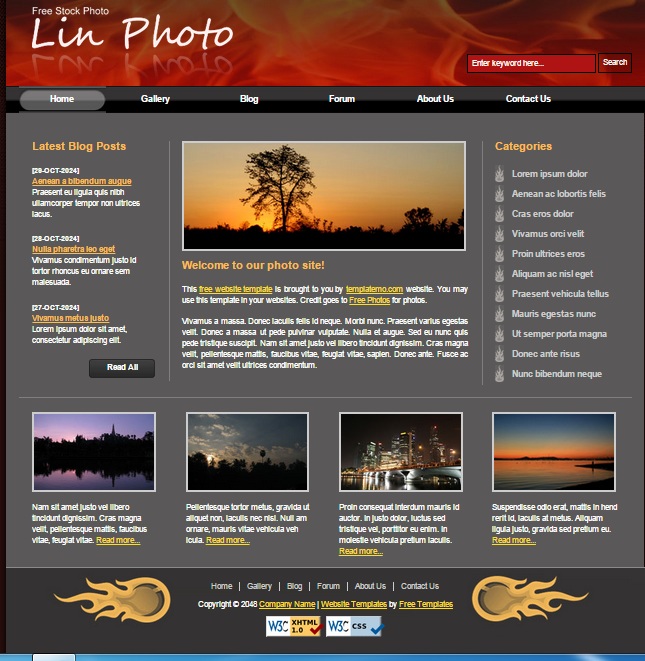 Free Stock Photo
Lin Photo
Enter keyword here...
Search
Home
Gallery
Blog
Forum
About Us
Contact Us
Latest Blog Posts
[29-OCT-2024]
Aenean a bibendum augue
Praesent eu ligula quis nibh
ullamcorper tempor non ultrices
lacus.
[28-OCT-2024]
Nulla pharetra leo eget
Vivamus condimentum justo id
tortor rhoncus eu ornare sem
malesuada.
[27-OCT-2024]
Vivamus metus justo
Lorem ipsum dolor sit amet,
consectetur adipiscing elit.
Read All
Welcome to our photo site!
This free website template is brought to you by templatemo.com website. You may
use this template in your websites. Credit goes to Free Photos for photos.
Vivamus a massa. Donec iaculis felis id neque. Morbi nunc. Praesent varius egestas
velit. Donec a massa ut pede pulvinar vulputate. Nulla et augue. Sed eu nunc quis
pede tristique suscipit. Nam sit amet justo vel libero tincidunt dignissim. Cras magna
velit, pellentesque mattis, faucibus vitae, feugiat vitae, sapien. Donec ante. Fusce ac
orci sit amet velit ultrices condimentum.
Categories
Lorem ipsum dolor
Aenean ac lobortis felis
Cras eros dolor
Vivamus orci velit
Proin ultrices eros
Aliquam ac nisl eget
Praesent vehicula tellus
Mauris egestas nunc
Ut semper porta magna
Donec ante risus
Nunc bibendum neque
Nam sit amet justo vel libero
tincidunt dignissim. Cras magna
velit, pellentesque mattis, faucibus
vitae, feugiat vitae. Read more...
Pellentesque tortor metus, gravida ut
aliquet non, iaculis nec nisi. Null am
ornare, mauris vitae vehicula veh
icula. Read more...
Proin consequat interdum mauris id
auctor. In justo dolor, luctus sed
tristique vel, porttitor eu enim. In
molestie vehicula pretium iaculis.
Read more...
Suspendisse odio erat, mattis in hend
rerit id, iaculis at metus. Aliquam
ligula justo, gravida sed pretium eu.
Read more...
Home | Gallery | Blog | Forum | About Us | Contact Us
Copyright © 2048 Company Name | Website Templates by Free Templates
W3C XHTML 1.0
W3C CSS